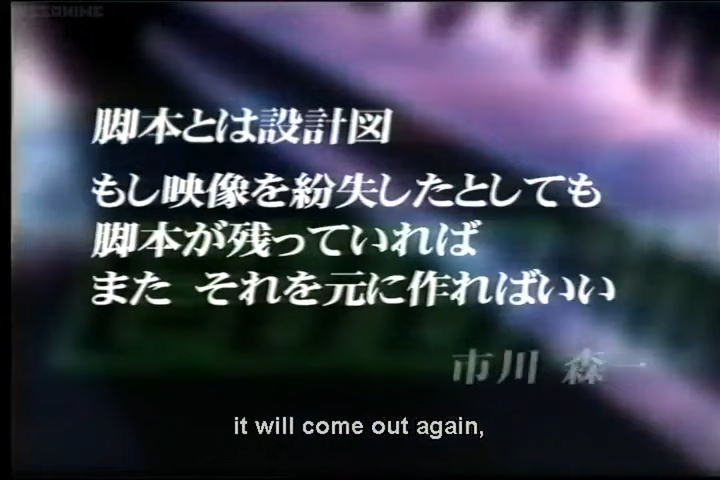 脚本とは設計図
もし映像を紛失したとしても
脚本が残っていれば
また それを元に作ればいい
市川 森一
it will come out again,